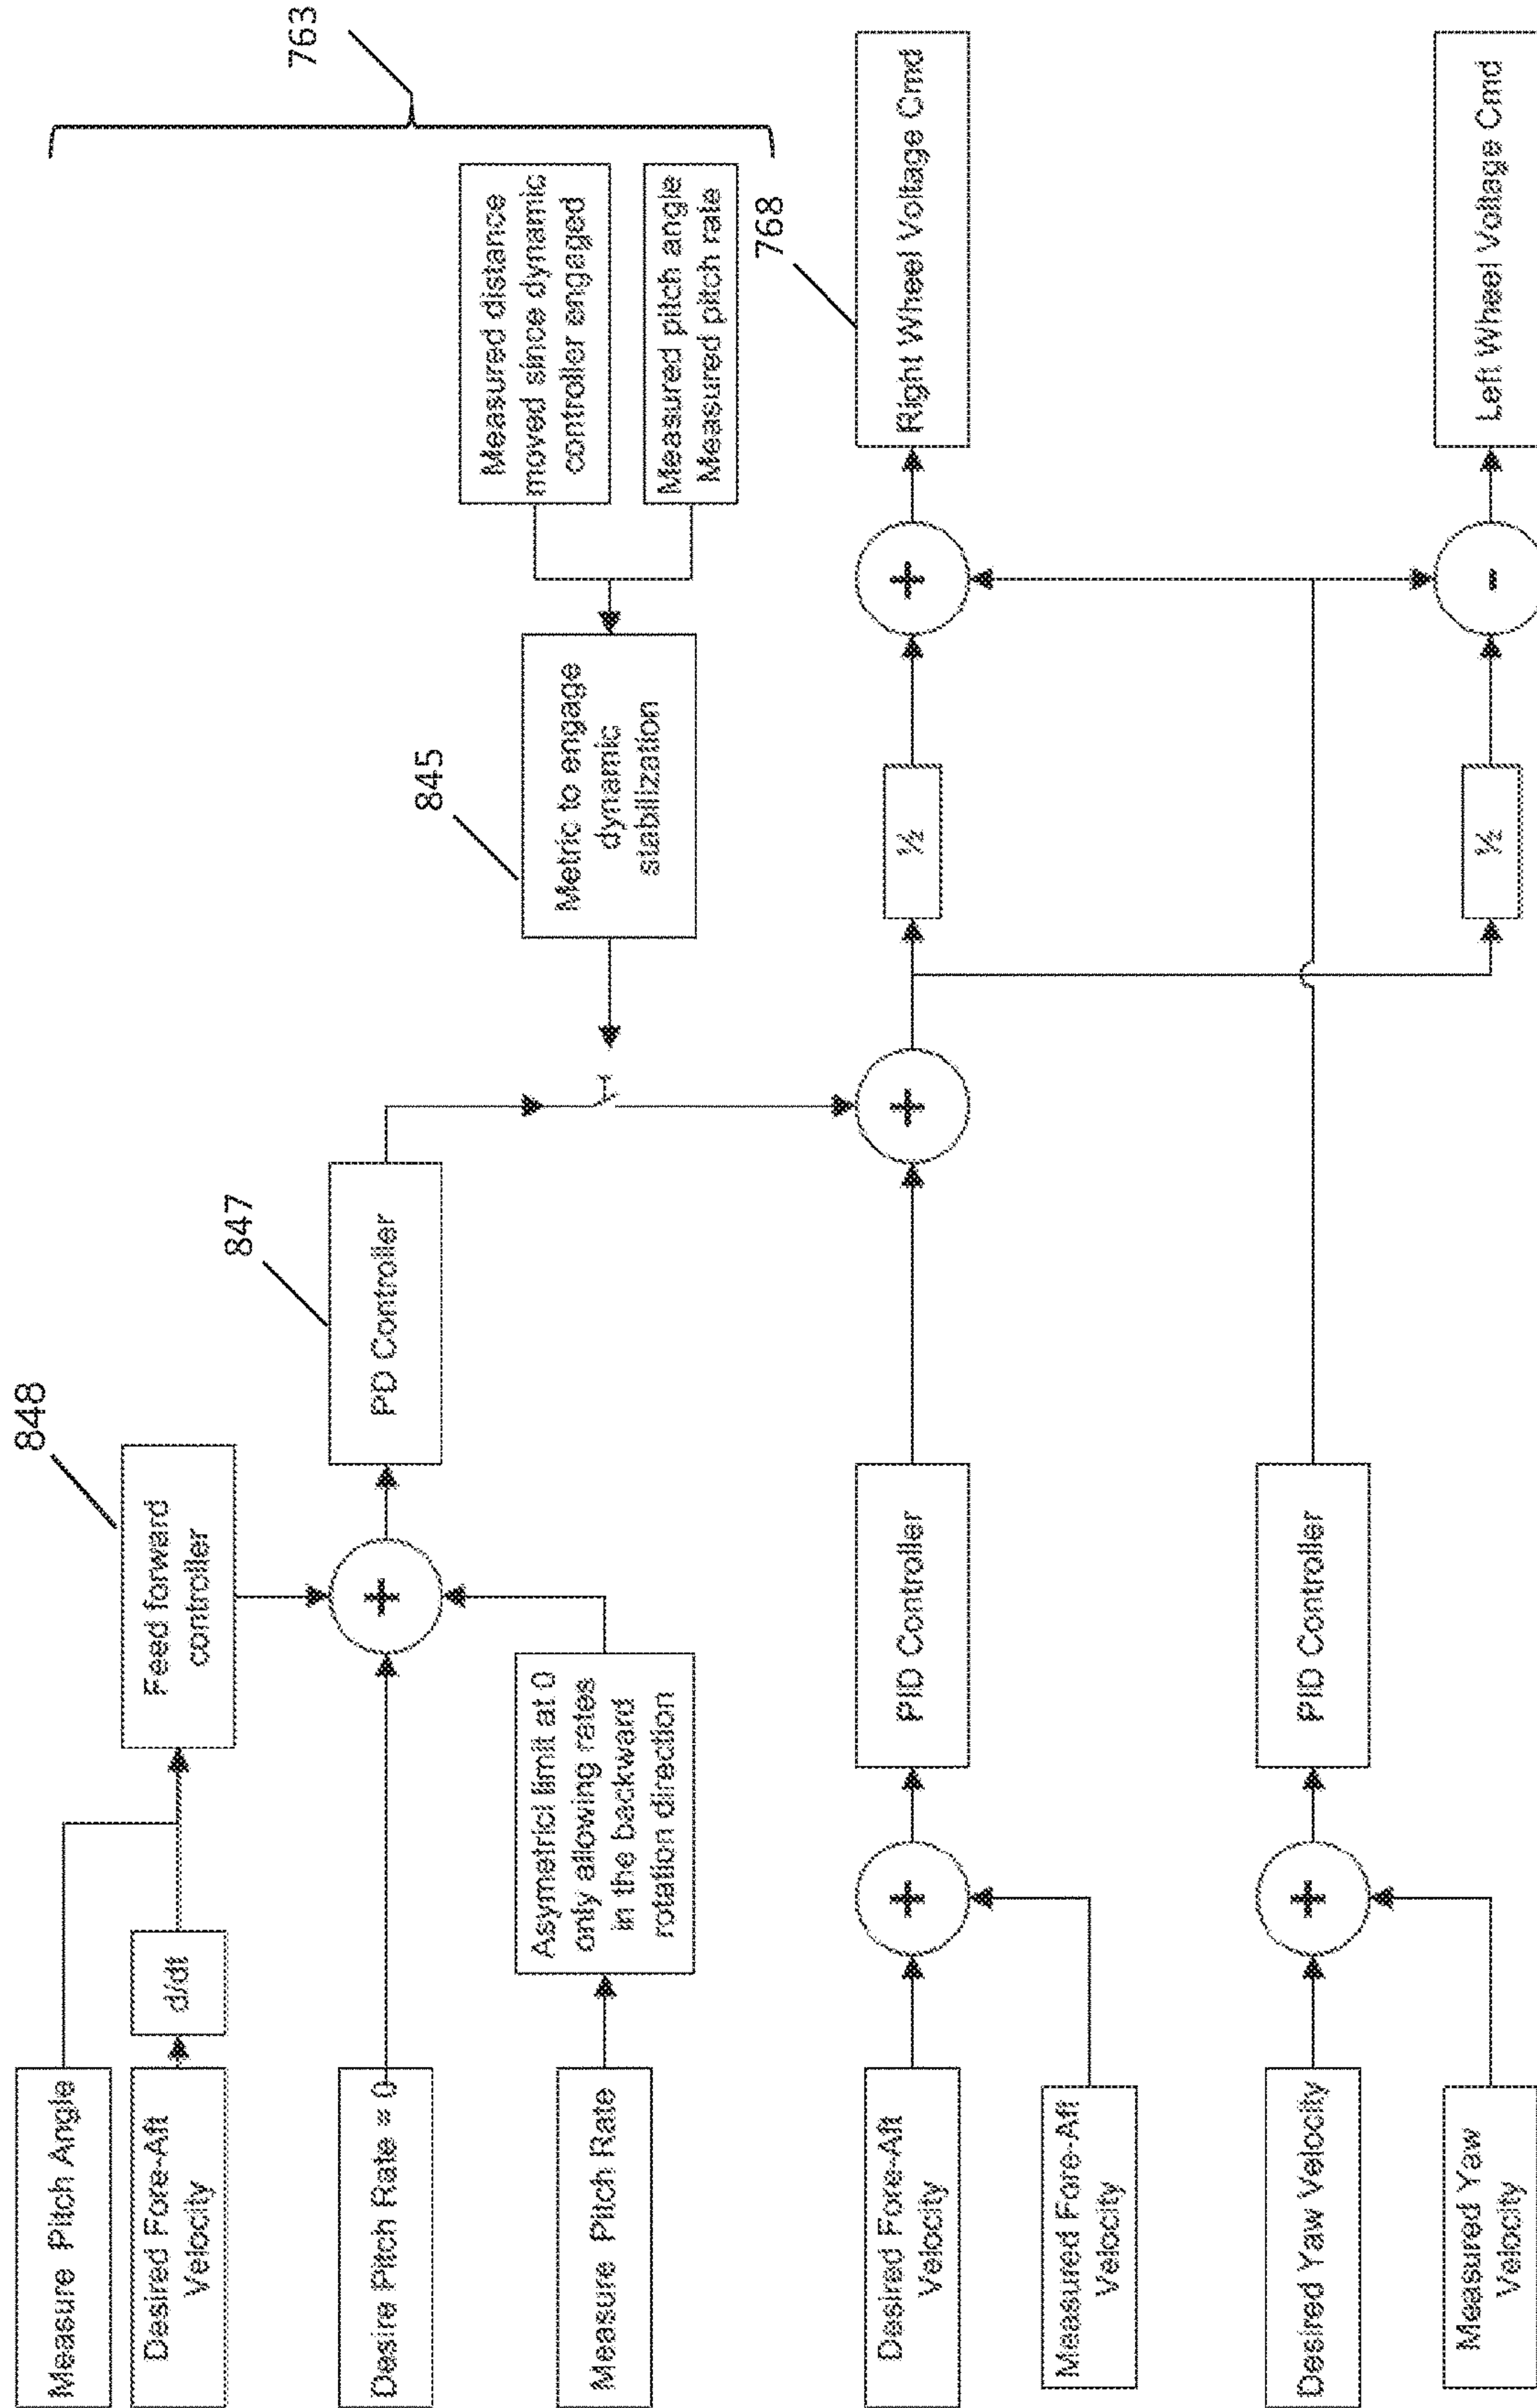 763
Measure Pitch Angle
Desired Fore-Aft
Velocity
d/dt
Feed forward
controller
848
Desire Pitch Rate = 0
+
PD Controller
847
Measure Pitch Rate
Asymetricl limit at 0
only allowing rates
in the backward
rotation direction
Metric to engage
dynamic
stabilization
845
Measured distance
moved since dynamic
controller engaged
Measured pitch angle
Measured pitch rate
Desired Fore-Aft
Velocity
Measured Fore-Aft
Velocity
+
PID Controller
+
½
+
Right Wheel Voltage Cmd
768
Desired Yaw Velocity
Measured Yaw
Velocity
+
PID Controller
½
-
Left Wheel Voltage Cmd